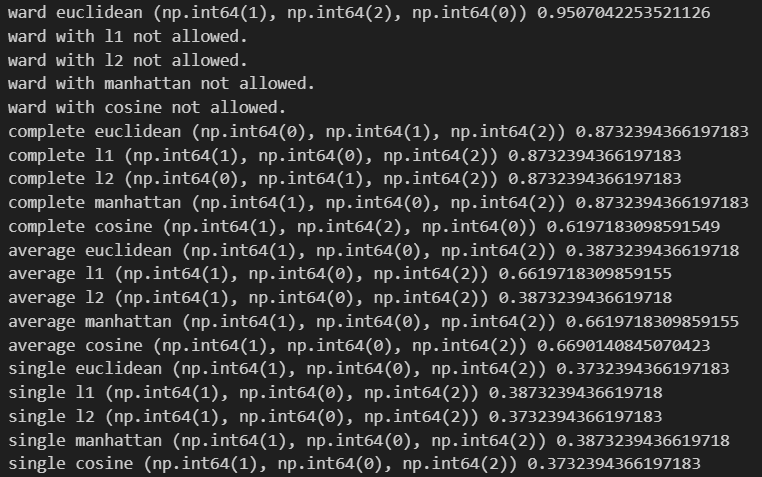 ward euclidean (np.int64(1), np.int64(2), np.int64(0)) 0.9507042253521126
ward with l1 not allowed.
ward with l2 not allowed.
ward with manhattan not allowed.
ward with cosine not allowed.
complete euclidean (np.int64(0), np.int64(1), np.int64(2)) 0.8732394366197183
complete l1 (np.int64(1), np.int64(0), np.int64(2)) 0.8732394366197183
complete l2 (np.int64(0), np.int64(1), np.int64(2)) 0.8732394366197183
complete manhattan (np.int64(1), np.int64(0), np.int64(2)) 0.8732394366197183
complete cosine (np.int64(1), np.int64(2), np.int64(0)) 0.6197183098591549
average euclidean (np.int64(1), np.int64(0), np.int64(2)) 0.3873239436619718
average l1 (np.int64(1), np.int64(0), np.int64(2)) 0.6619718309859155
average l2 (np.int64(1), np.int64(0), np.int64(2)) 0.3873239436619718
average manhattan (np.int64(1), np.int64(0), np.int64(2)) 0.6619718309859155
average cosine (np.int64(1), np.int64(0), np.int64(2)) 0.6690140845070423
single euclidean (np.int64(1), np.int64(0), np.int64(2)) 0.3732394366197183
single l1 (np.int64(1), np.int64(0), np.int64(2)) 0.3873239436619718
single l2 (np.int64(1), np.int64(0), np.int64(2)) 0.3732394366197183
single manhattan (np.int64(1), np.int64(0), np.int64(2)) 0.3873239436619718
single cosine (np.int64(1), np.int64(0), np.int64(2)) 0.3732394366197183